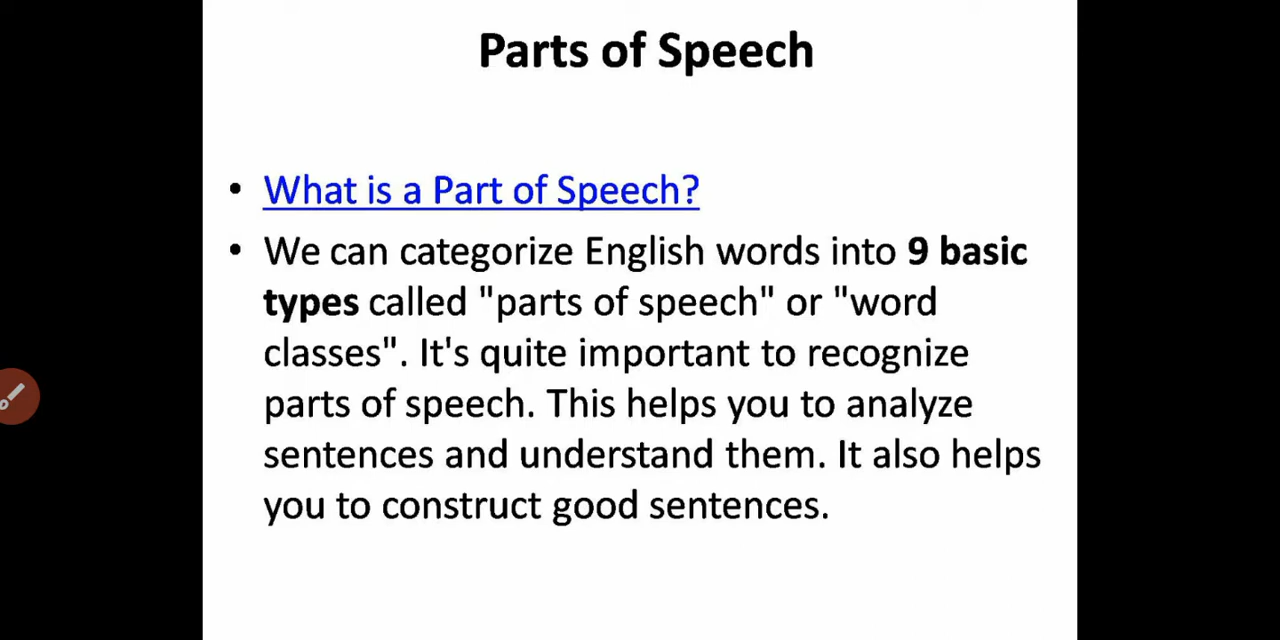 Parts of Speech
• What is a Part of Speech?
• We can categorize English words into 9 basic
types called "parts of speech" or "word
classes". It's quite important to recognize
parts of speech. This helps you to analyze
sentences and understand them. It also helps
you to construct good sentences.